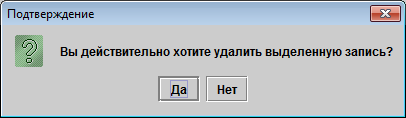 Подтверждение
Вы действительно хотите удалить выделенную запись?
Да Нет